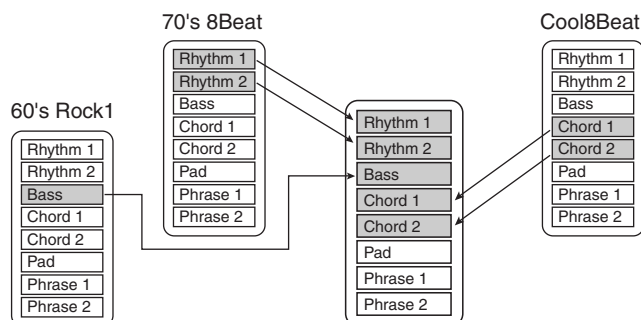 60's Rock1
Rhythm 1
Rhythm 2
Bass
Chord 1
Chord 2
Pad
Phrase 1
Phrase 2
70's 8Beat
Rhythm 1
Rhythm 2
Bass
Chord 1
Chord 2
Pad
Phrase 1
Phrase 2
Rhythm 1
Rhythm 2
Bass
Chord 1
Chord 2
Pad
Phrase 1
Phrase 2
Cool8Beat
Rhythm 1
Rhythm 2
Bass
Chord 1
Chord 2
Pad
Phrase 1
Phrase 2